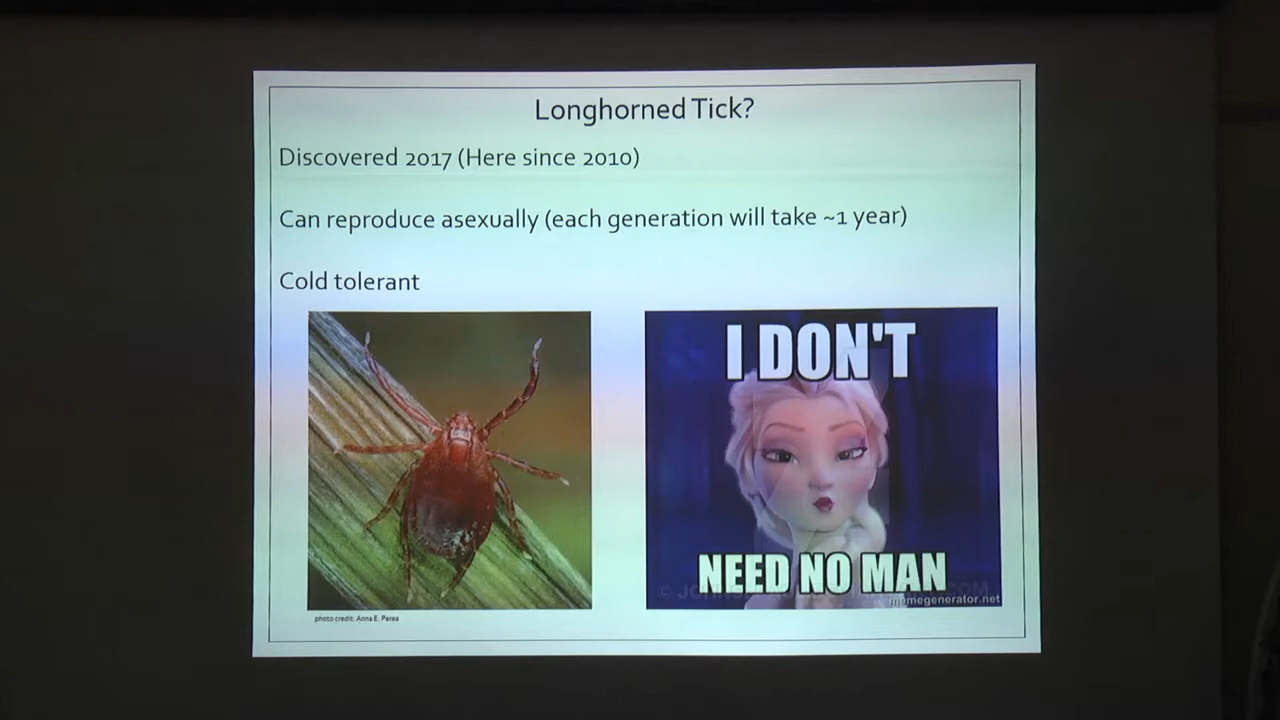 Longhorned Tick?
Discovered 2017 (Here since 2010)
Can reproduce asexually (each generation will take ~1 year)
Cold tolerant
I DON'T
NEED NO MAN
memegenerator.net
photo credit: Anna E. Perea